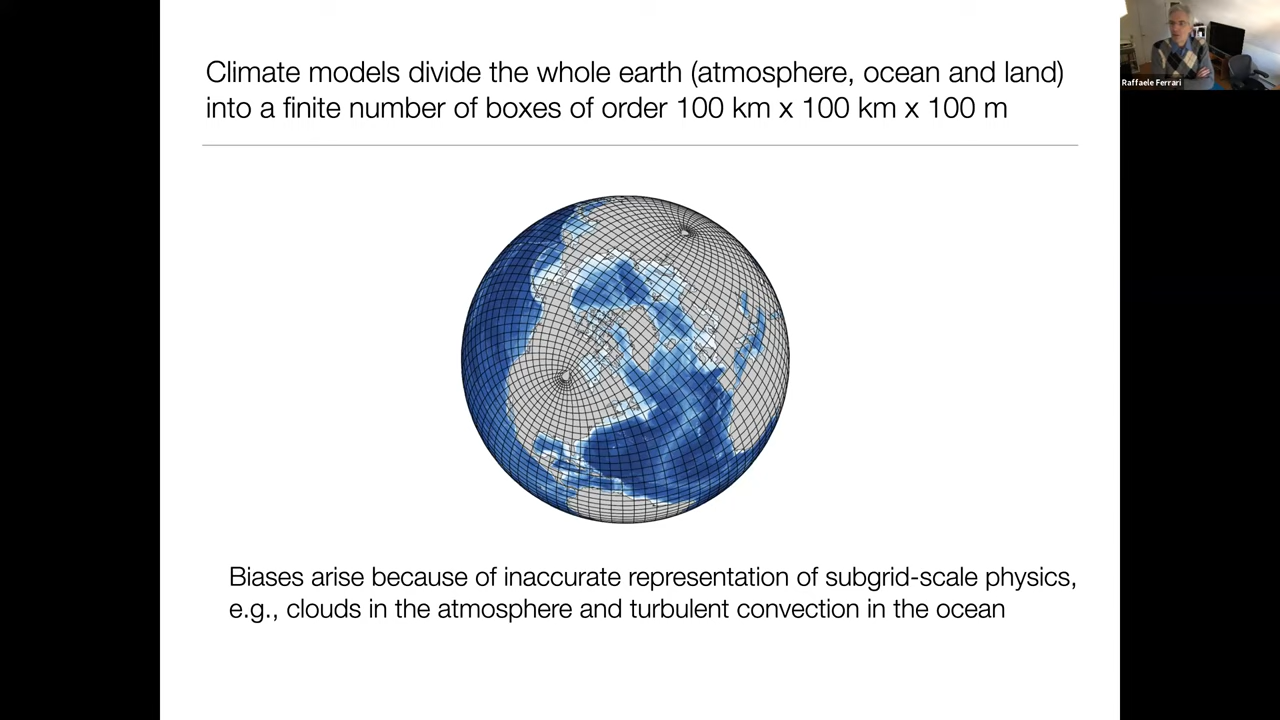 Climate models divide the whole earth (atmosphere, ocean and land)
into a finite number of boxes of order 100 km x 100 km x 100 m
Raffaele Ferrari
Biases arise because of inaccurate representation of subgrid-scale physics,
e.g., clouds in the atmosphere and turbulent convection in the ocean